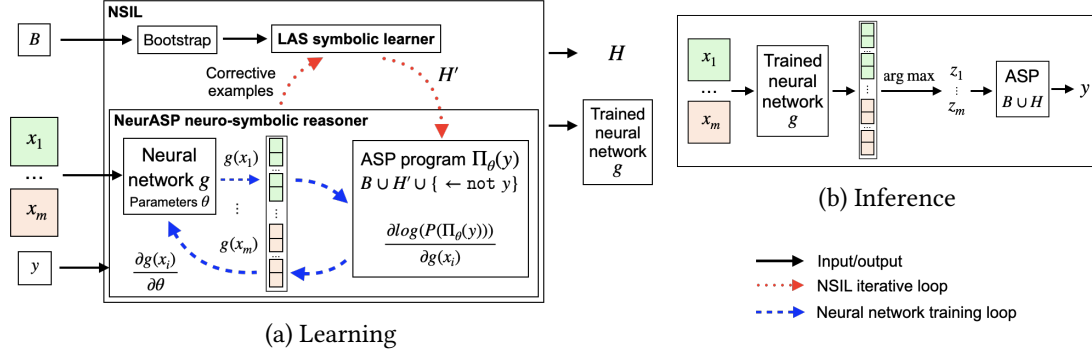 NSIL
B
Bootstrap
LAS symbolic learner
Corrective
examples
H′
NeurASP neuro-symbolic reasoner
x₁
...
xₘ
y
Neural
network g
Parameters θ
g(x₁)
⋮
g(xₘ)
∂g(xᵢ)
∂θ
...
⋮
...
ASP program Πθ(y)
B ∪ H′ ∪ { ← not y}
∂log(P(Πθ(y)))
∂g(xᵢ)
H
Trained
neural
network
g
(a) Learning
x₁
...
xₘ
Trained
neural
network
g
...
⋮
...
arg max
z₁
⋮
zₘ
ASP
B ∪ H
y
(b) Inference
Input/output
NSIL iterative loop
Neural network training loop